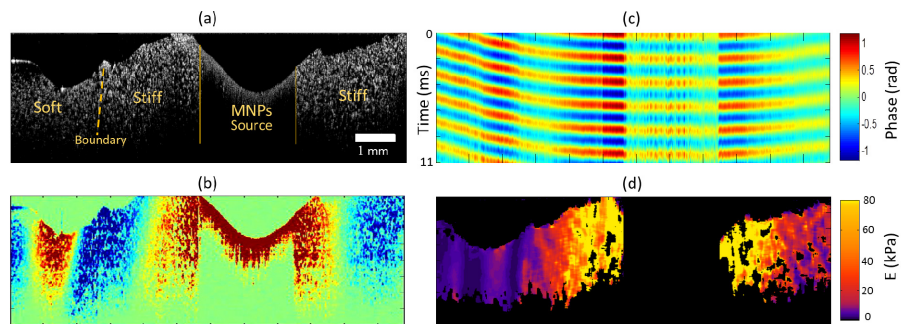 (a)
Soft
Stiff
MNPs
Source
Stiff
Boundary
1 mm
(b)
(c)
0
Time (ms)
11
1
0.5
0
-0.5
-1
Phase (rad)
(d)
80
60
40
20
0
E (kPa)